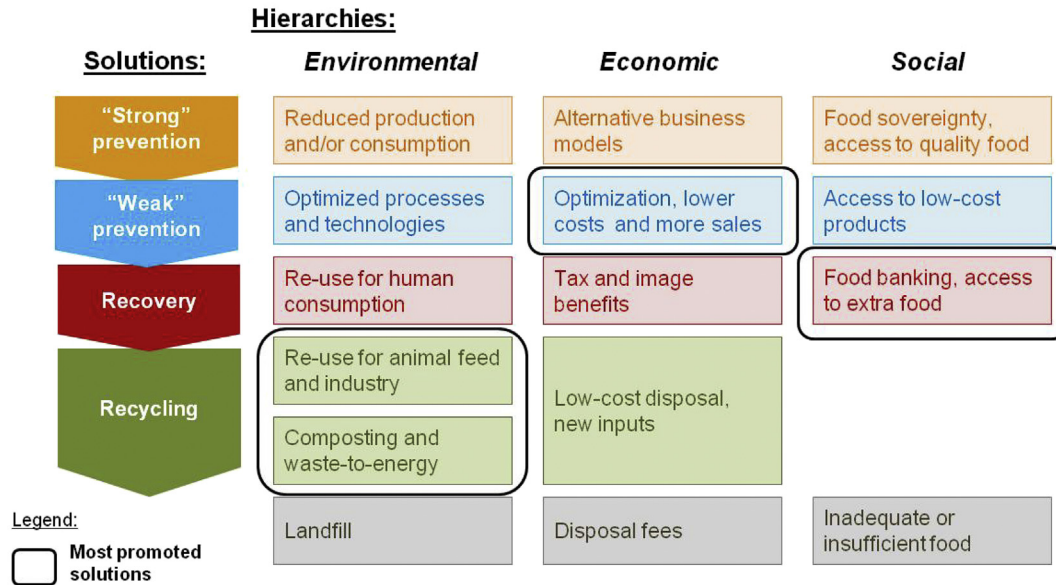 Hierarchies:
Solutions:
Environmental
Economic
Social
“Strong”
prevention
Reduced production
and/or consumption
Alternative business
models
Food sovereignty,
access to quality food
“Weak”
prevention
Optimized processes
and technologies
Optimization, lower
costs and more sales
Access to low-cost
products
Recovery
Re-use for human
consumption
Tax and image
benefits
Food banking, access
to extra food
Recycling
Re-use for animal feed
and industry
Composting and
waste-to-energy
Low-cost disposal,
new inputs
Landfill
Disposal fees
Inadequate or
insufficient food
Legend:
Most promoted
solutions